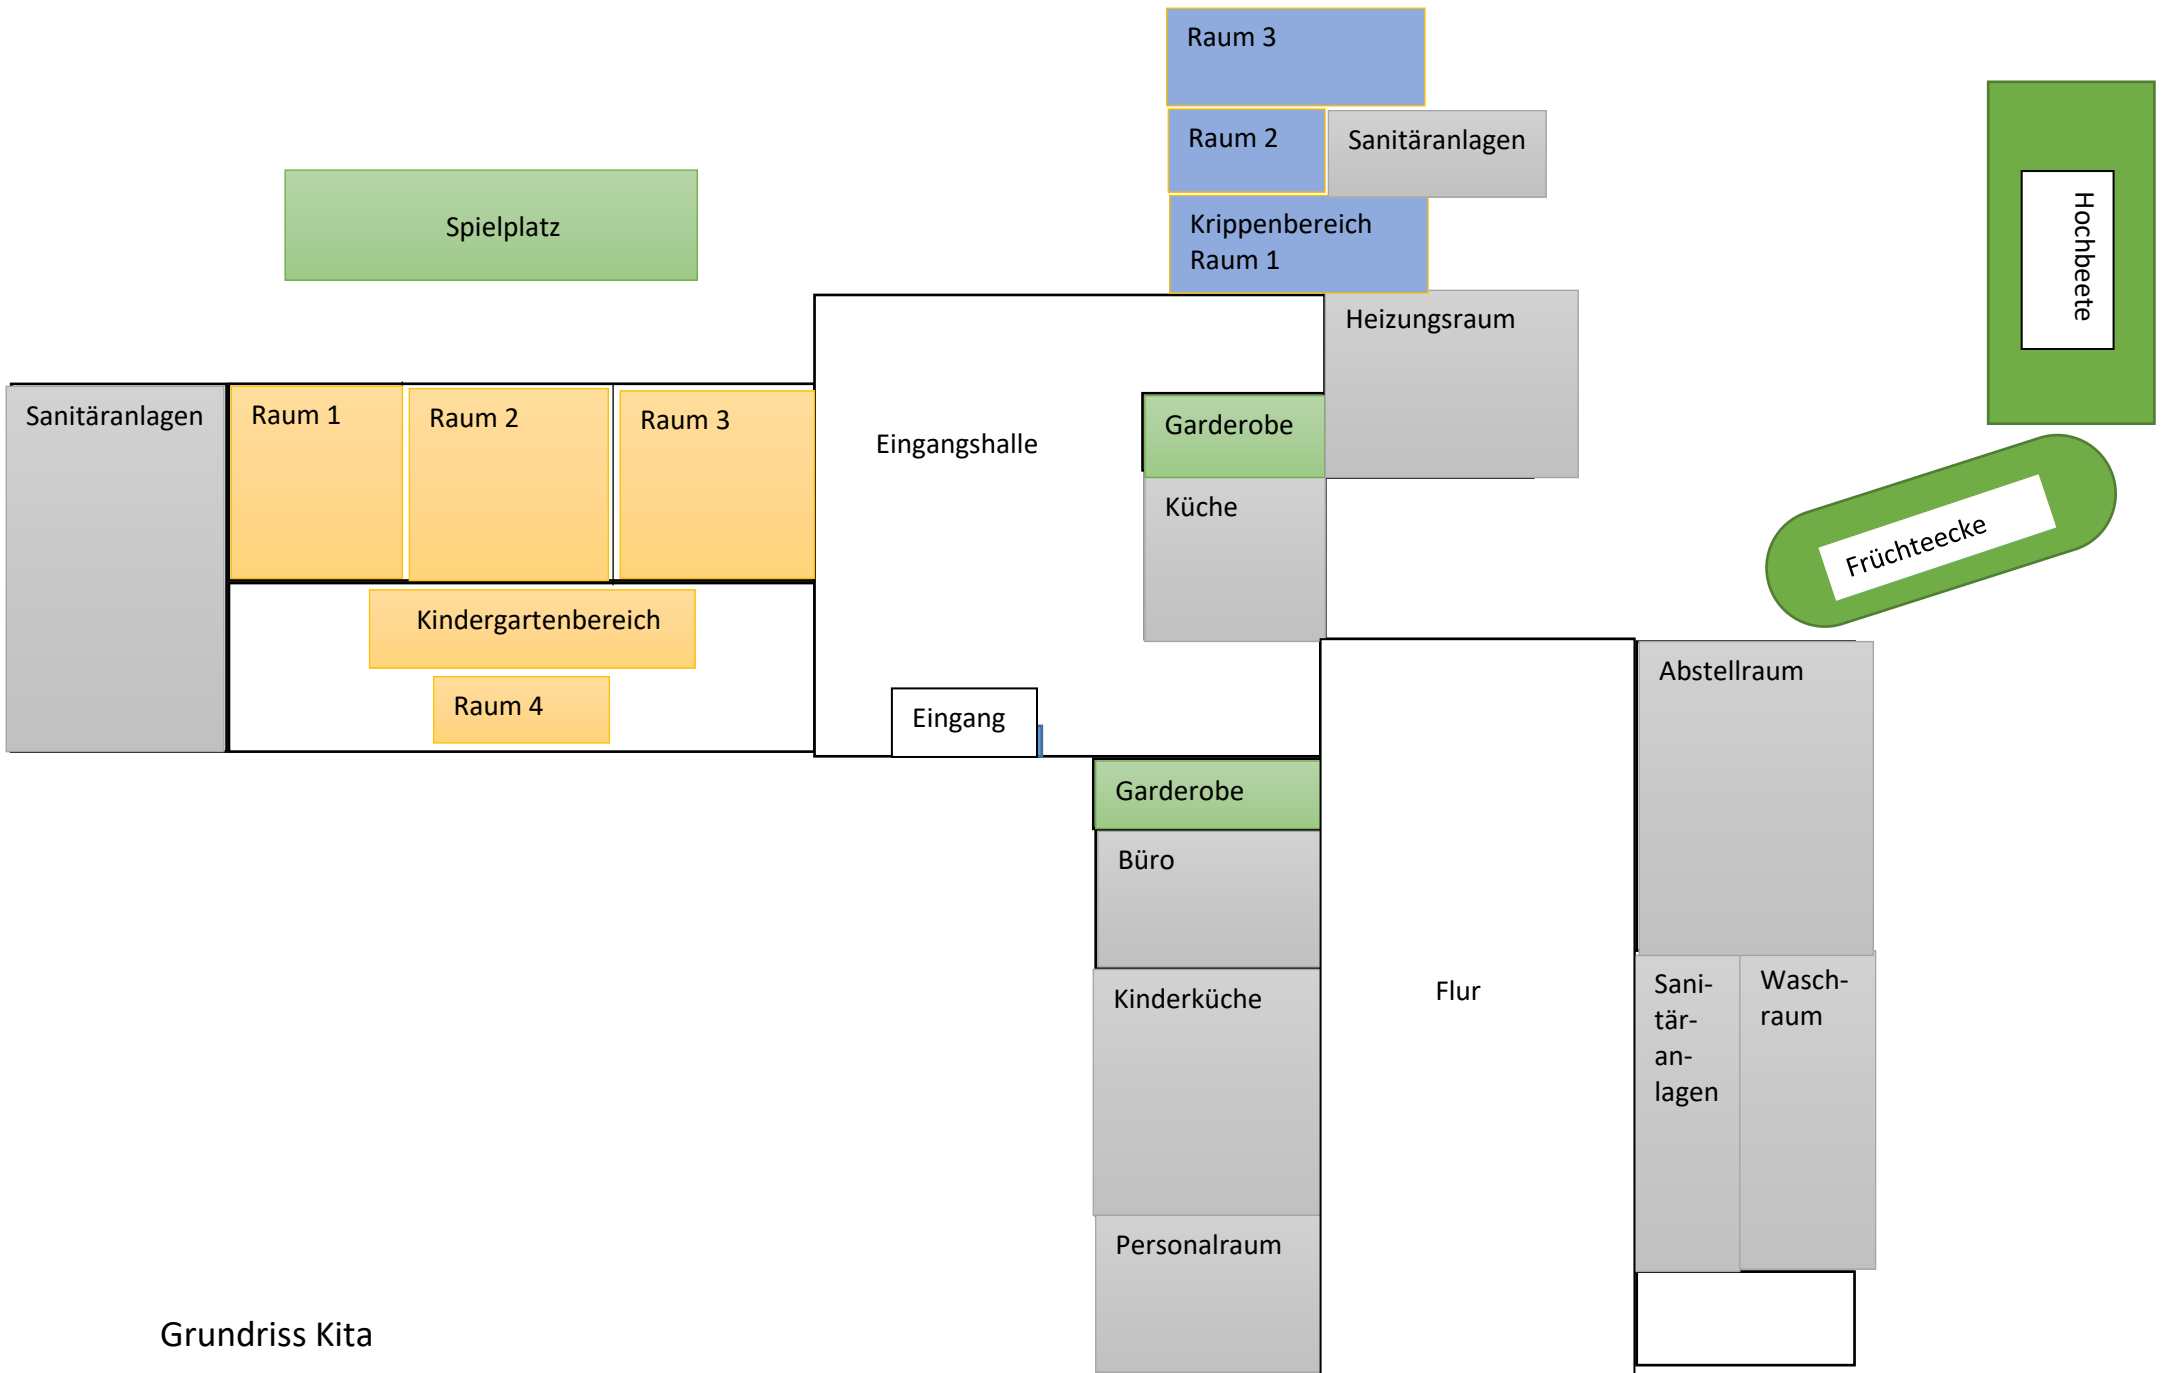 Raum 3
Raum 2
Sanitäranlagen
Krippenbereich
Raum 1
Spielplatz
Hochbeete
Heizungsraum
Sanitäranlagen
Raum 1
Raum 2
Raum 3
Eingangshalle
Garderobe
Küche
Früchteecke
Kindergartenbereich
Raum 4
Eingang
Abstellraum
Garderobe
Büro
Kinderküche
Flur
Sani-
tär-
an-
lagen
Wasch-
raum
Personalraum
Grundriss Kita